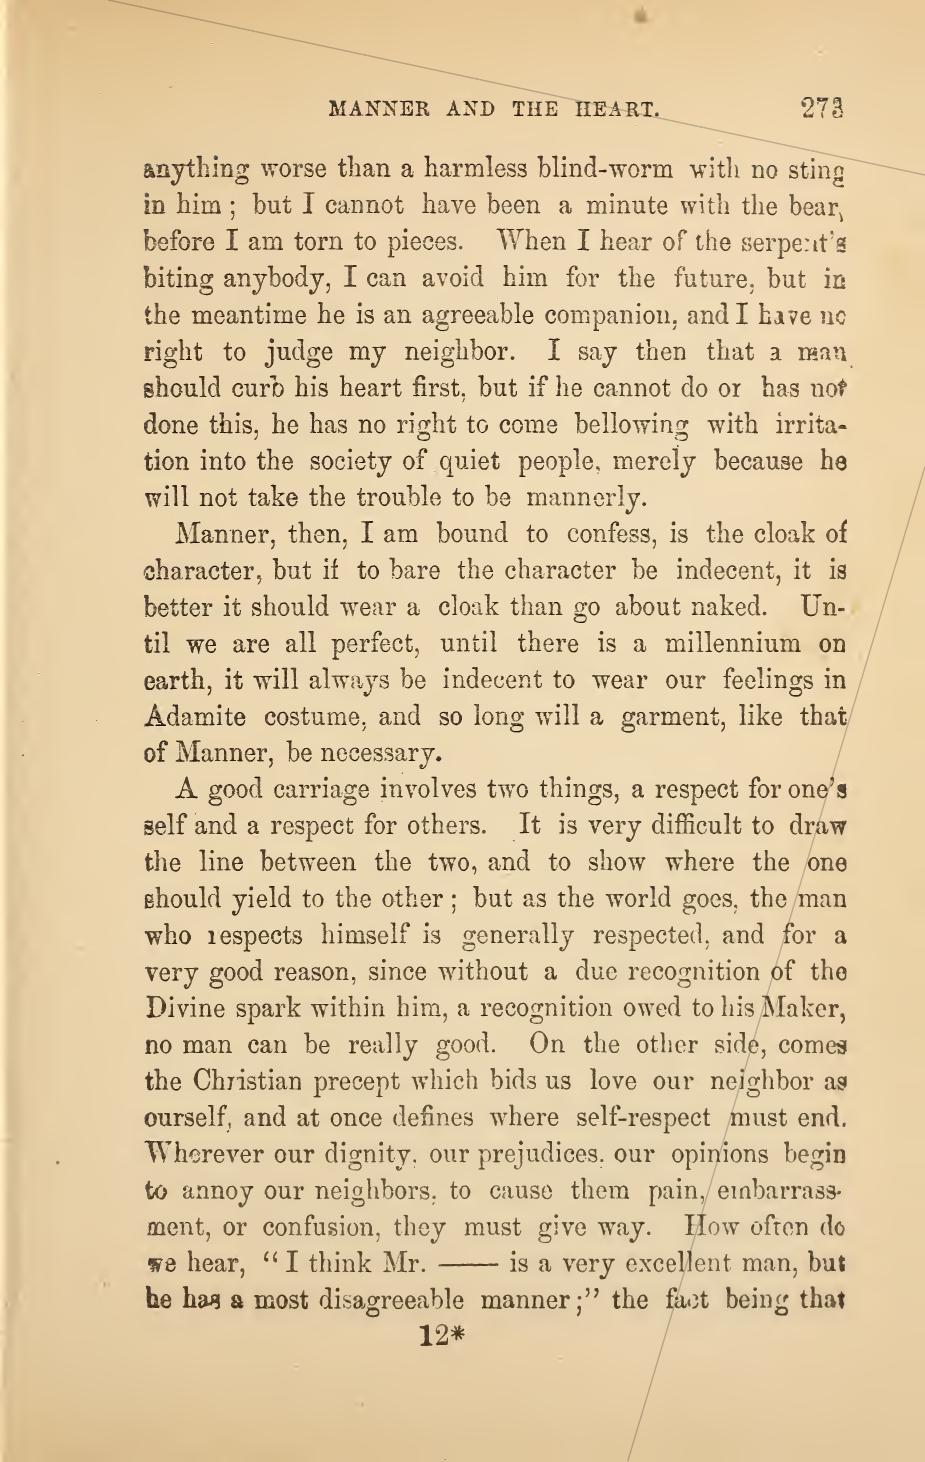 MANNER AND THE HEART. 273
anything worse than a harmless blind-worm with no sting
in him; but I cannot have been a minute with the bear,
before I am torn to pieces. When I hear of the serpent's
biting anybody, I can avoid him for the future, but in
the meantime he is an agreeable companion, and I have no
right to judge my neighbor. I say then that a man
should curb his heart first, but if he cannot do or has not
done this, he has no right to come bellowing with irrita-
tion into the society of quiet people, merely because he
will not take the trouble to be mannerly.
Manner, then, I am bound to confess, is the cloak of
character, but if to bare the character be indecent, it is
better it should wear a cloak than go about naked. Un-
til we are all perfect, until there is a millennium on
earth, it will always be indecent to wear our feelings in
Adamite costume, and so long will a garment, like that
of Manner, be necessary.
A good carriage involves two things, a respect for one's
self and a respect for others. It is very difficult to draw
the line between the two, and to show where the one
should yield to the other; but as the world goes, the man
who respects himself is generally respected, and for a
very good reason, since without a due recognition of the
Divine spark within him, a recognition owed to his Maker,
no man can be really good. On the other side, comes
the Christian precept which bids us love our neighbor as
ourself, and at once defines where self-respect must end.
Wherever our dignity, our prejudices, our opinions begin
to annoy our neighbors, to cause them pain, embarrass-
ment, or confusion, they must give way. How often do
we hear, "I think Mr. —— is a very excellent man, but
he has a most disagreeable manner;" the fact being that
12*